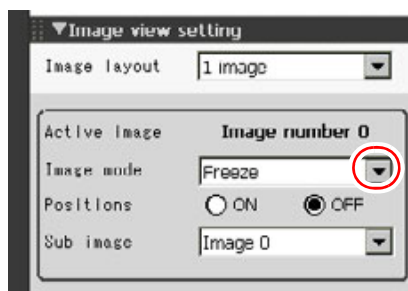 ▼Image view setting
Image layout 1 image
Active Image Image number 0
Image mode Freeze
Positions ON OFF
Sub image Image 0